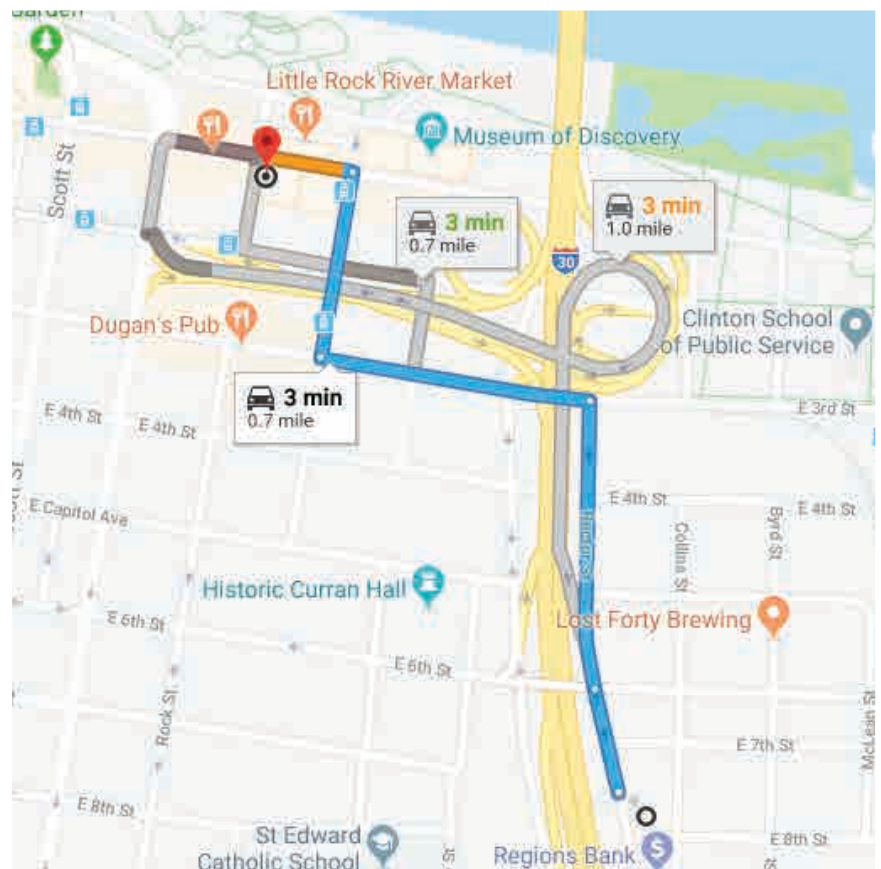 Garden
Little Rock River Market
Museum of Discovery
Scott St
3 min
0.7 mile
3 min
1.0 mile
30
Dugan's Pub
Clinton School
of Public Service
3 min
0.7 mile
E 3rd St
E 4th St
E 4th St
E 4th St
E 4th St
E Capitol Ave
Collins St
Byrd St
Historic Curran Hall
Lost Forty Brewing
E 6th St
E 6th St
Rock St
E 7th St
McLean St
E 8th St
E 8th St
St Edward
Catholic School
Regions Bank
S
St
St